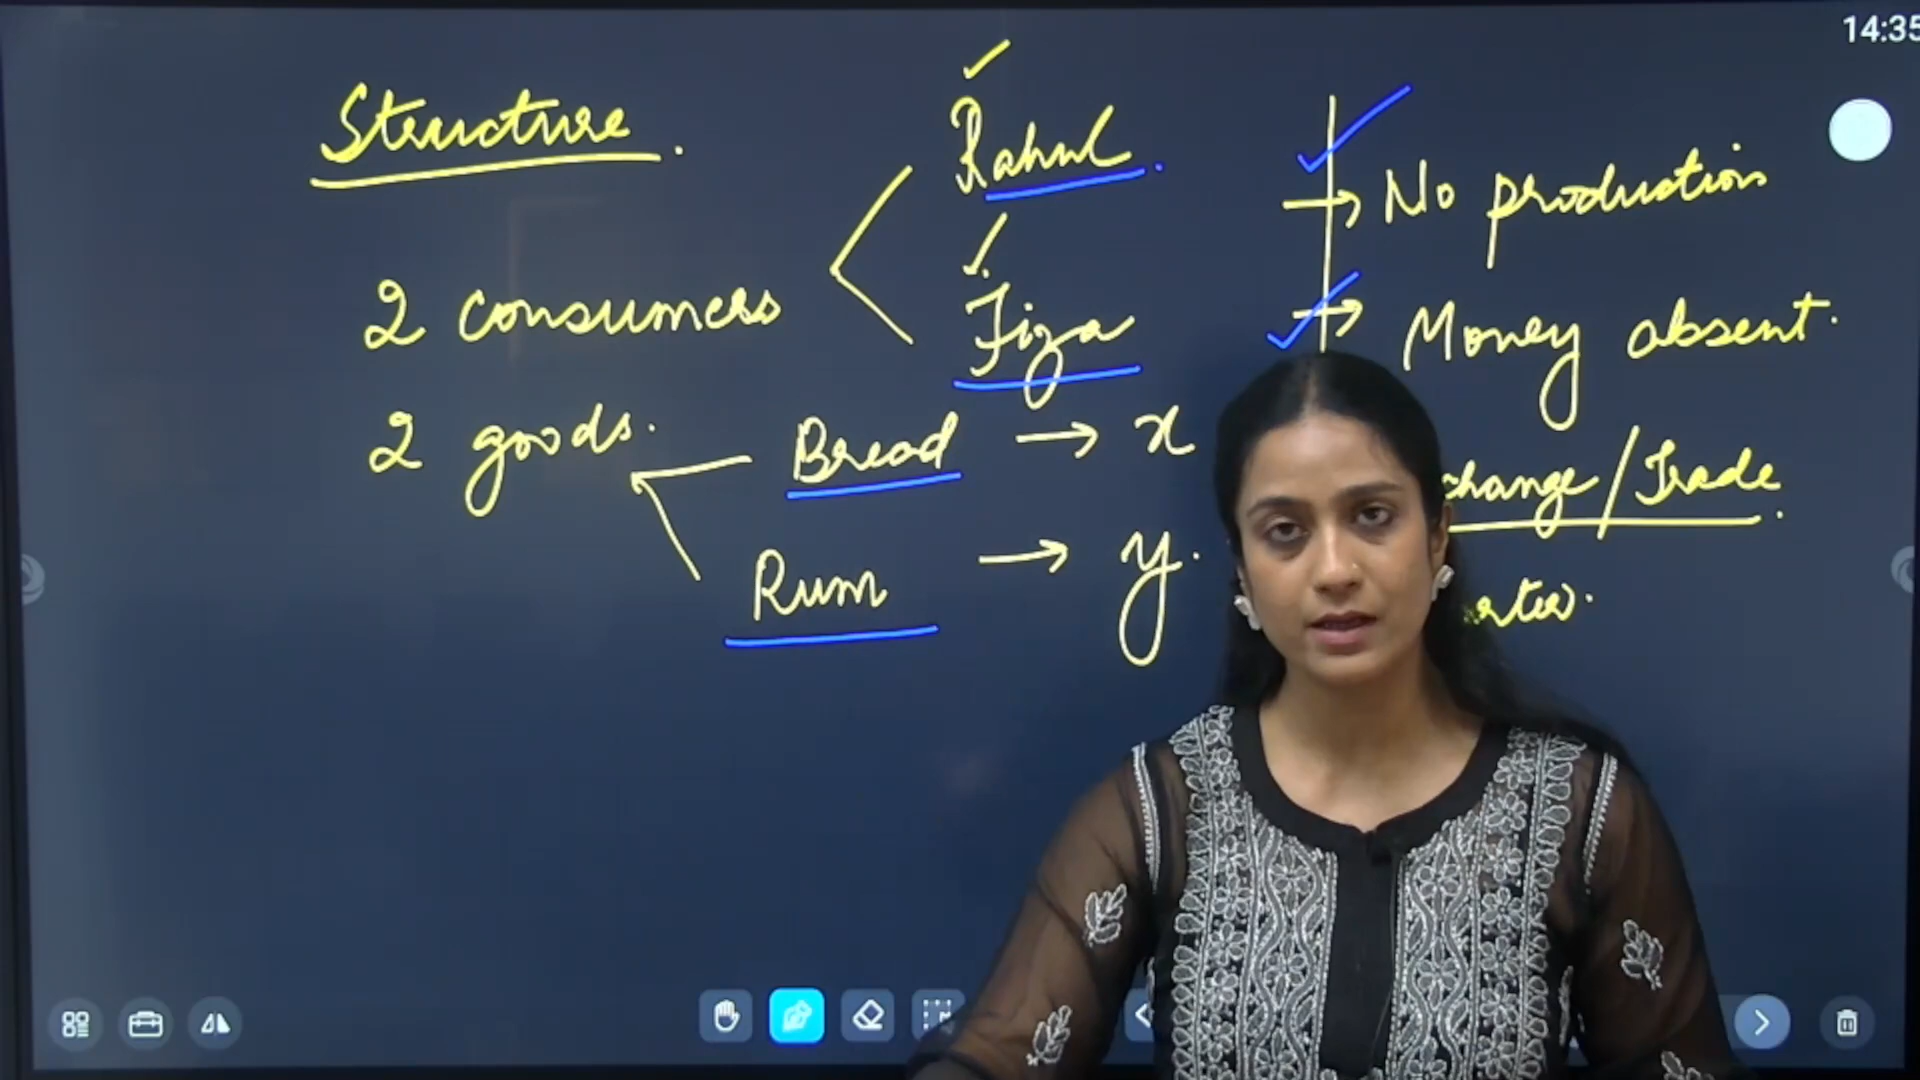 14:35
Structure.
2 consumers
Rahul.
Fiza
2 goods.
Bread → x
Rum → y.
→ No production
→ Money absent.
change/Trade.